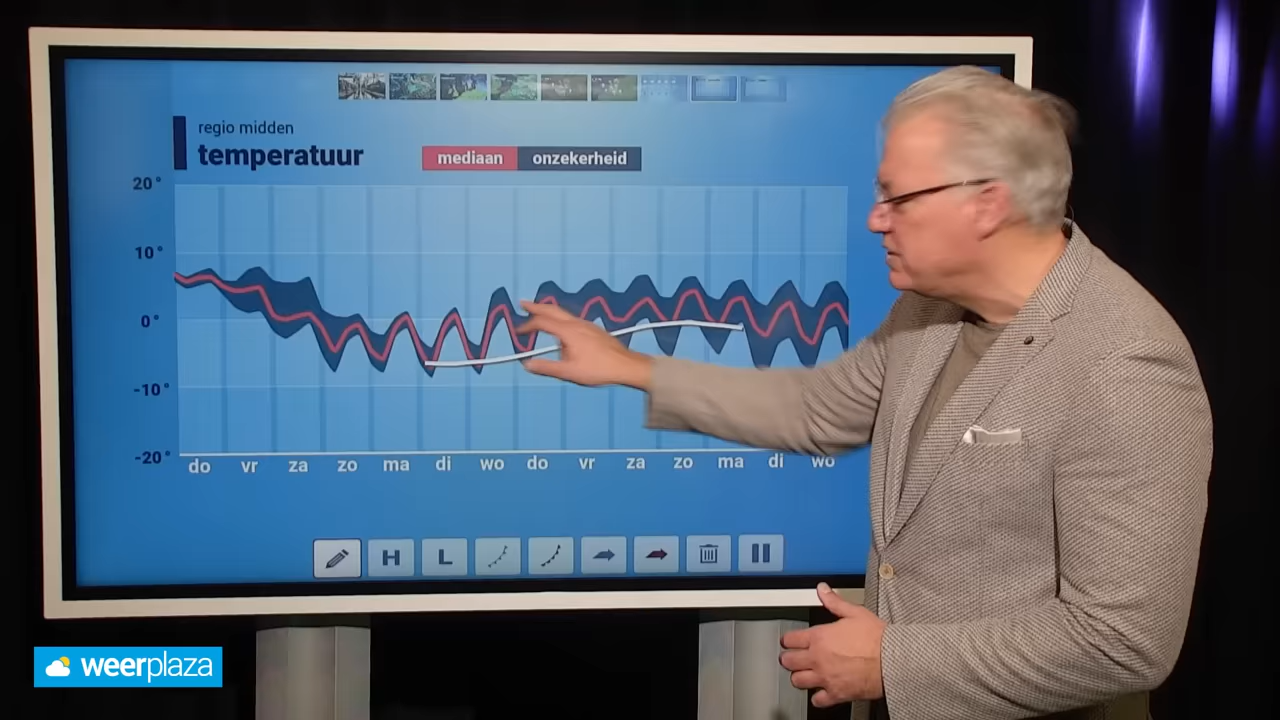 regio midden
temperatuur
mediaan onzekerheid
20°
10°
0°
-10°
-20°
do vr za zo ma di wo do vr za zo ma di wo
H L
weerplaza